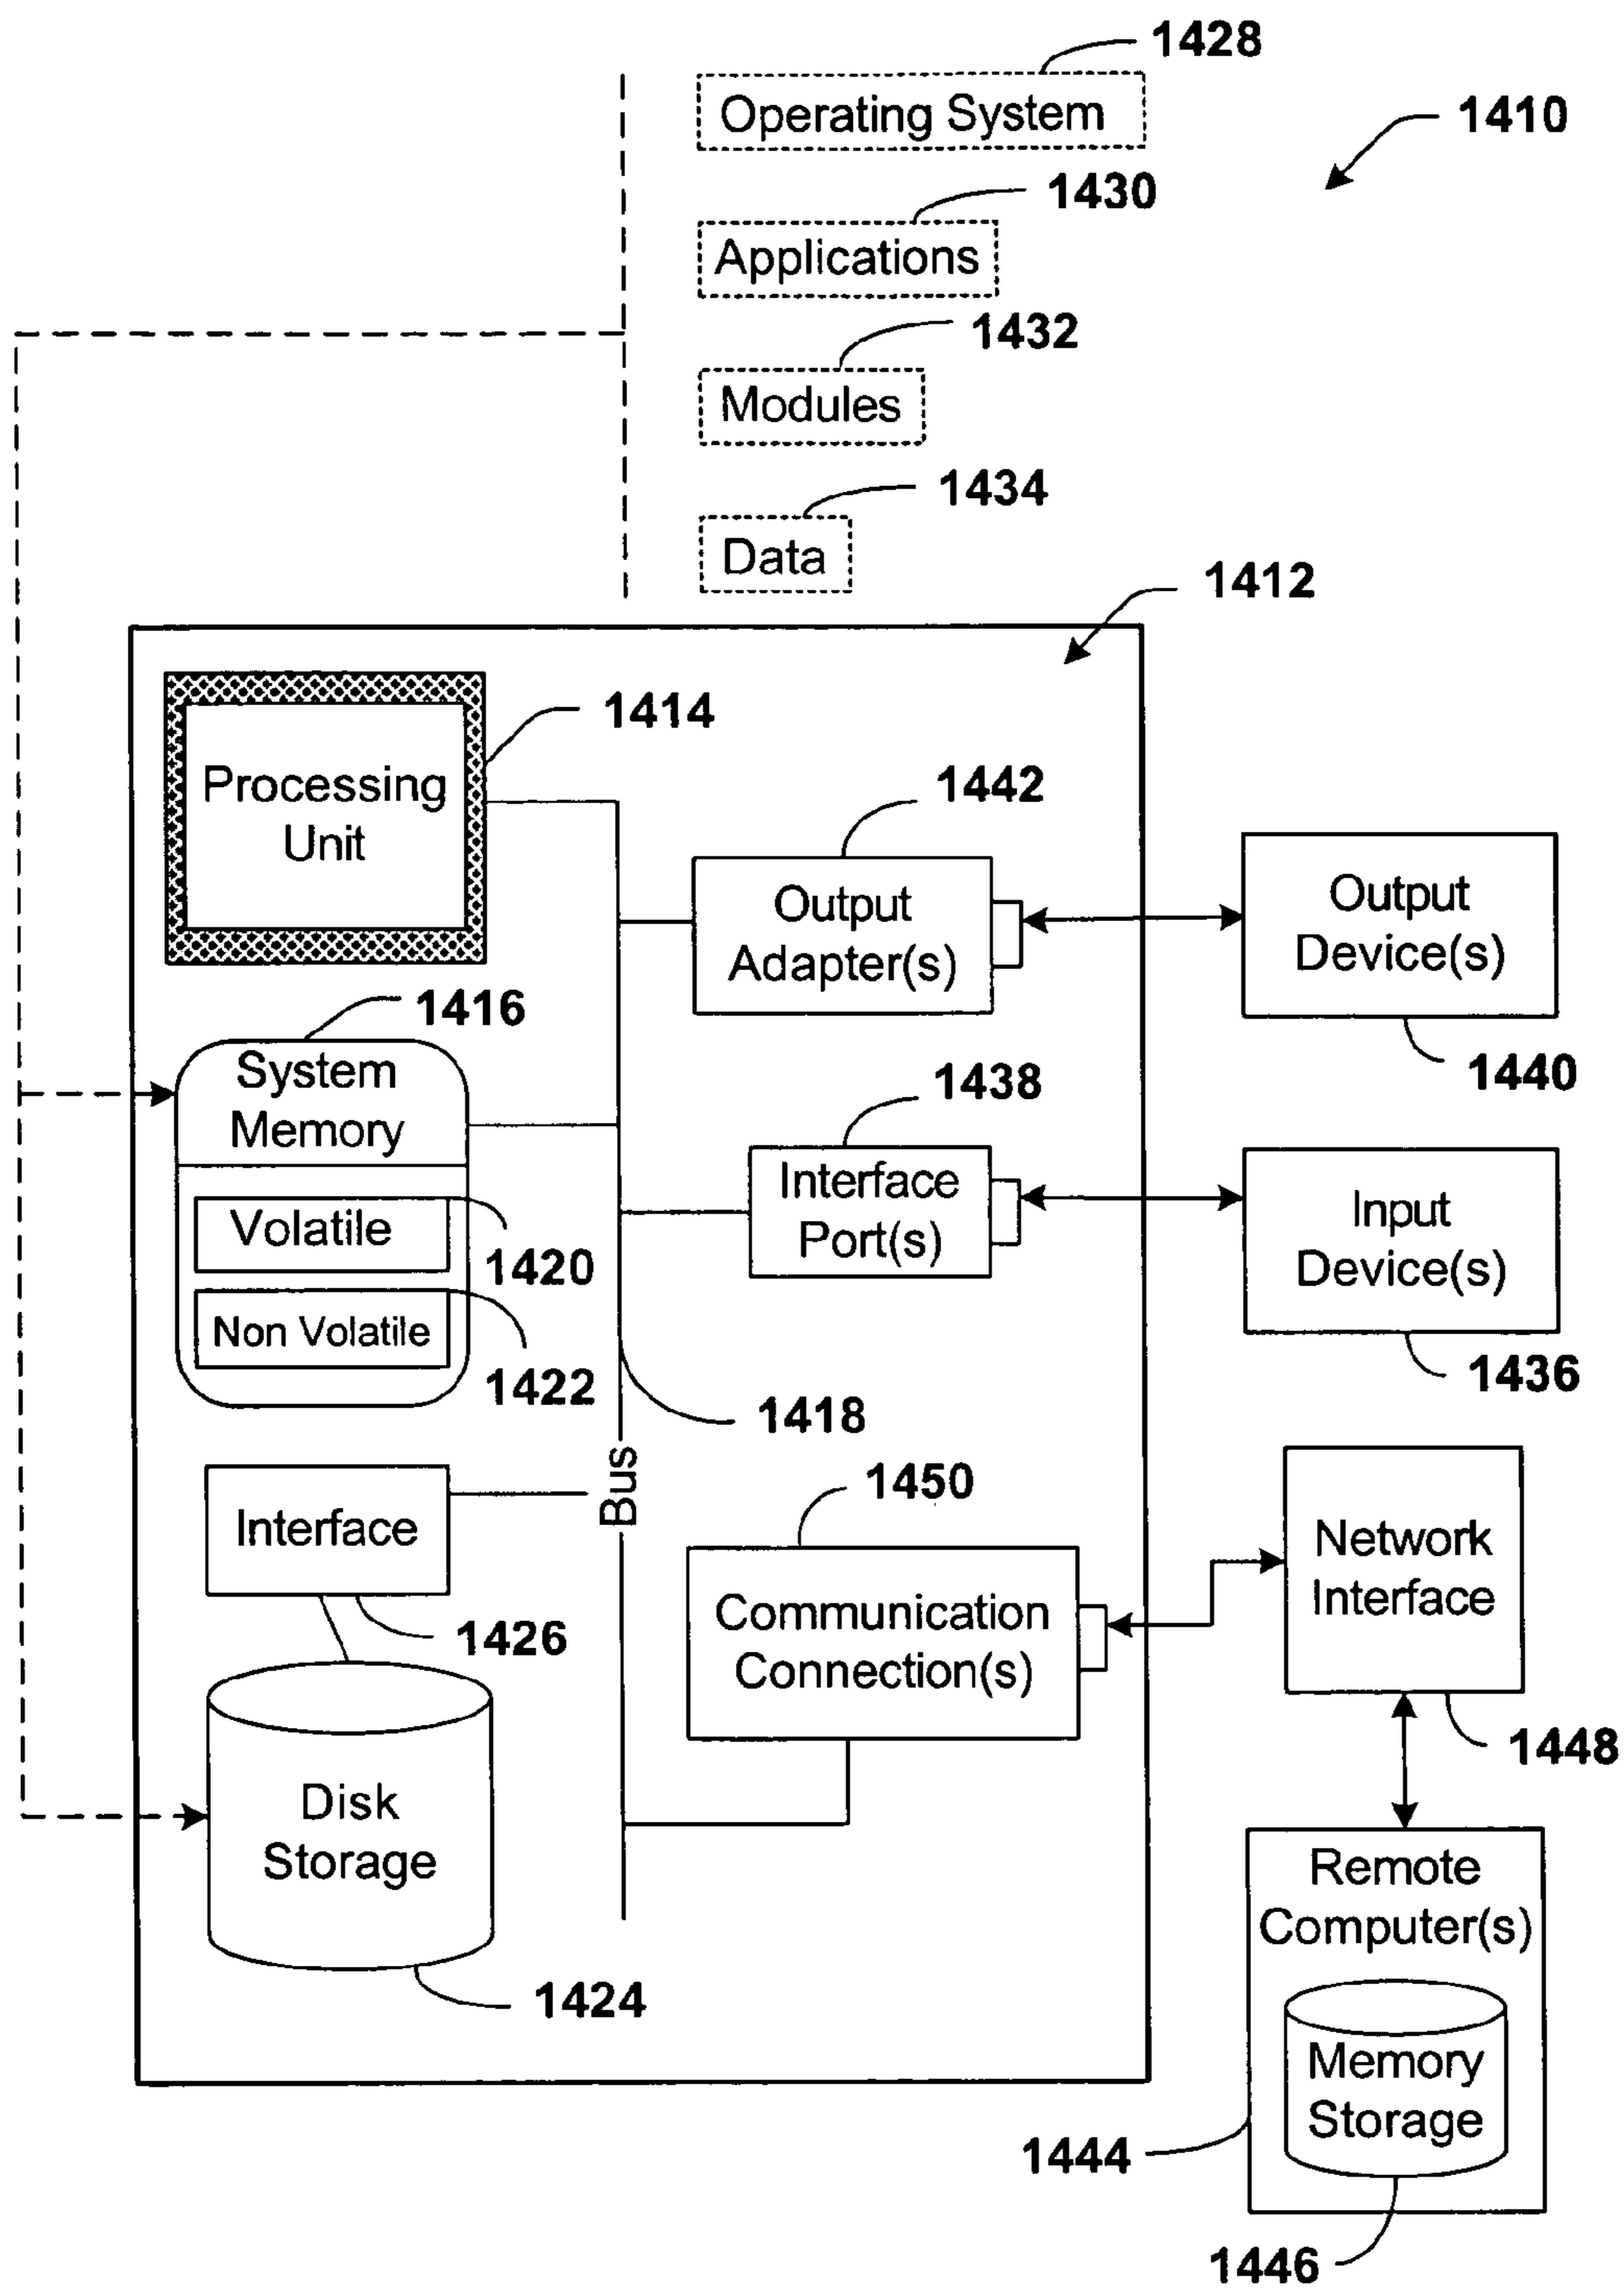 1428
Operating System
1410
1430
Applications
1432
Modules
1434
Data
1412
1414
Processing
Unit
1442
Output
Adapter(s)
Output
Device(s)
1440
1416
System
Memory
Volatile
1420
Non Volatile
1422
1438
Interface
Port(s)
Input
Device(s)
1436
1418
Bus
Interface
1426
1450
Communication
Connection(s)
Network
Interface
1448
Disk
Storage
1424
Remote
Computer(s)
Memory
Storage
1444
1446